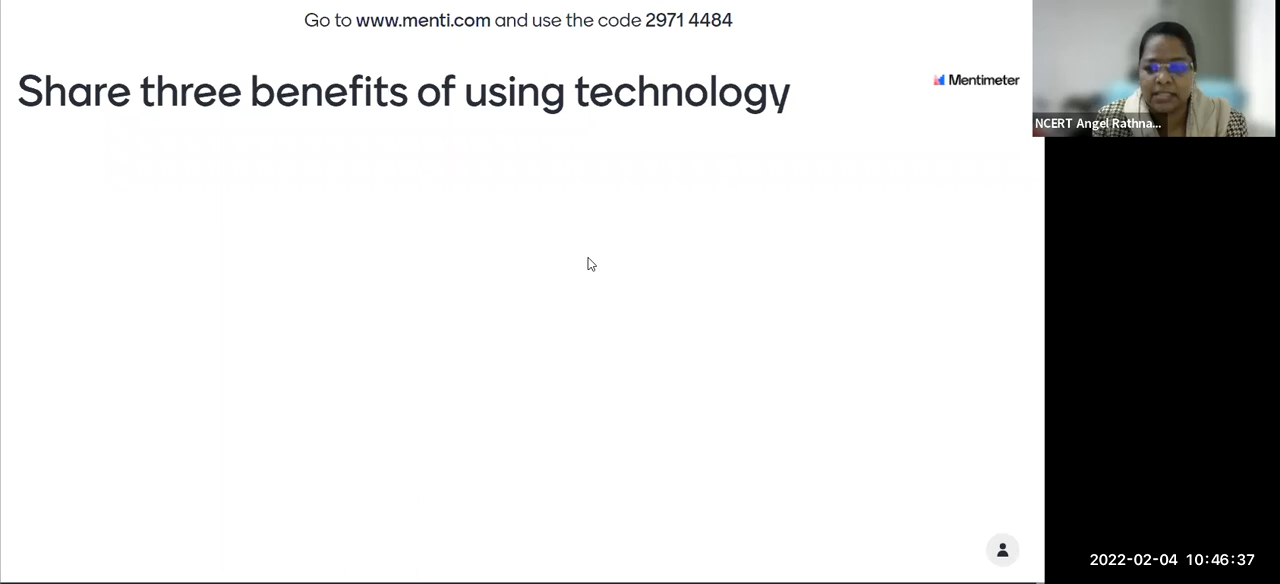 Go to www.menti.com and use the code 2971 4484
Share three benefits of using technology
Mentimeter
NCERT Angel Rathna...
2022-02-04 10:46:37